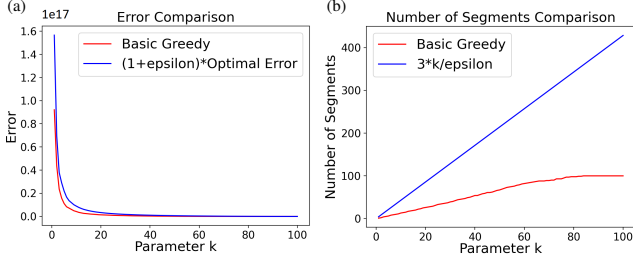 (a)
Error Comparison
1e17
Basic Greedy
(1+epsilon)*Optimal Error
Error
1.6
1.4
1.2
1.0
0.8
0.6
0.4
0.2
0.0
0 20 40 60 80 100
Parameter k
(b)
Number of Segments Comparison
Basic Greedy
3*k/epsilon
Number of Segments
400
300
200
100
0
0 20 40 60 80 100
Parameter k